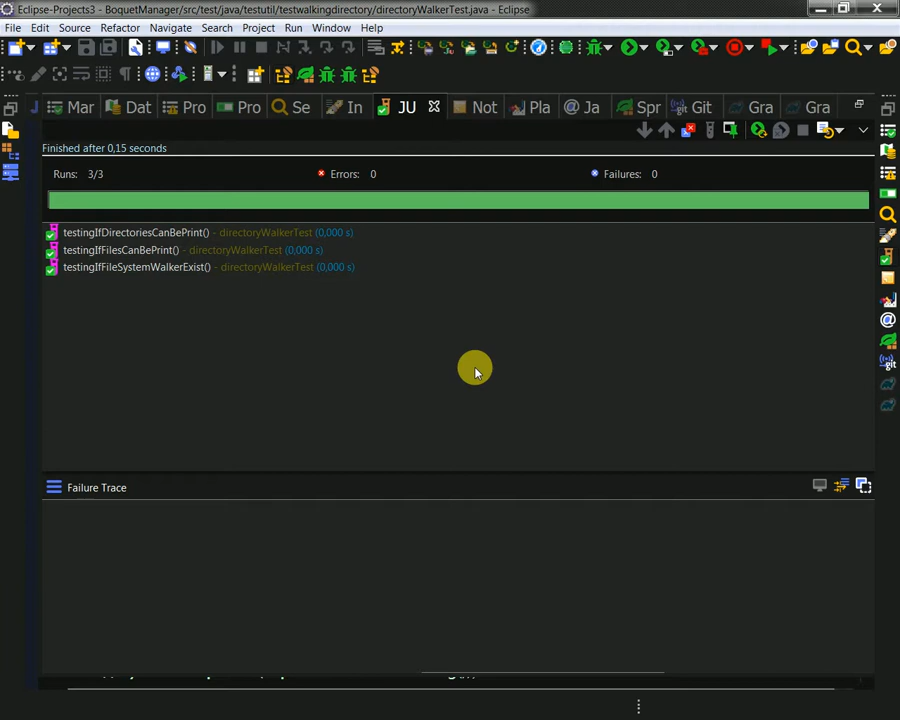 Eclipse-Projects3 - BoquetManager/src/test/java/testutil/testwalkingdirectory/directoryWalkerTest.java - Eclipse
File Edit Source Refactor Navigate Search Project Run Window Help
Mar Dat Pro Pro Se In JU Not Pla @ Ja Spr Git Gra Gra
Finished after 0,15 seconds
Runs: 3/3 Errors: 0 Failures: 0
testingIfDirectoriesCanBePrint() - directoryWalkerTest (0,000 s)
testingIfFilesCanBePrint() - directoryWalkerTest (0,000 s)
testingIfFileSystemWalkerExist() - directoryWalkerTest (0,000 s)
Failure Trace